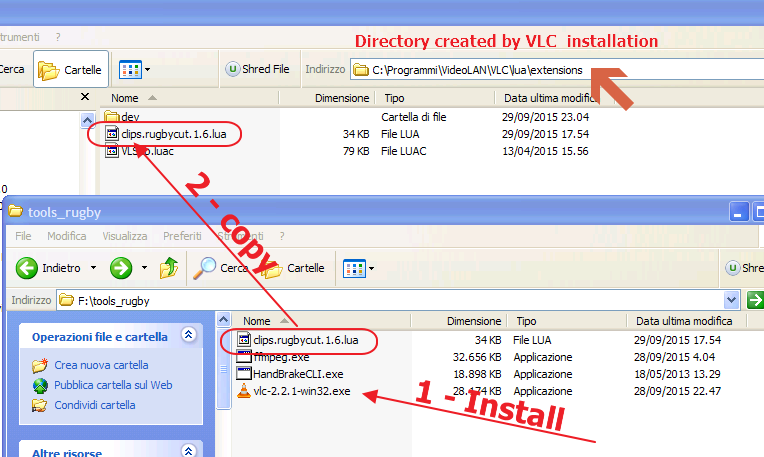 Directory created by VLC installation
trumenti ?
Cerca Cartelle Shred File Indirizzo C:\Programmi\VideoLAN\VLC\lua\extensions
Nome Dimensione Tipo Data ultima modific
dev Cartella di file 29/09/2015 23.04
clips.rugbycut.1.6.lua 34 KB File LUA 29/09/2015 17.54
79 KB File LUAC 13/04/2015 15.56
2 - copy
tools_rugby
File Modifica Visualizza Preferiti Strumenti ?
Indietro Cerca Cartelle Shred
Indirizzo F:\tools_rugby
Nome Dimensione Tipo Data ultima modifica
Operazioni file e cartella
clips.rugbycut.1.6.lua 34 KB File LUA 29/09/2015 17.54
ffmpeg.exe 32.656 KB Applicazione 28/09/2015 4.04
Crea nuova cartella
HandBrakeCLI.exe 18.898 KB Applicazione 18/05/2013 13.29
Pubblica cartella sul Web
vlc-2.2.1-win32.exe 28.174 KB Applicazione 28/09/2015 22.47
Condividi cartella
1 - Install
Altre risorse